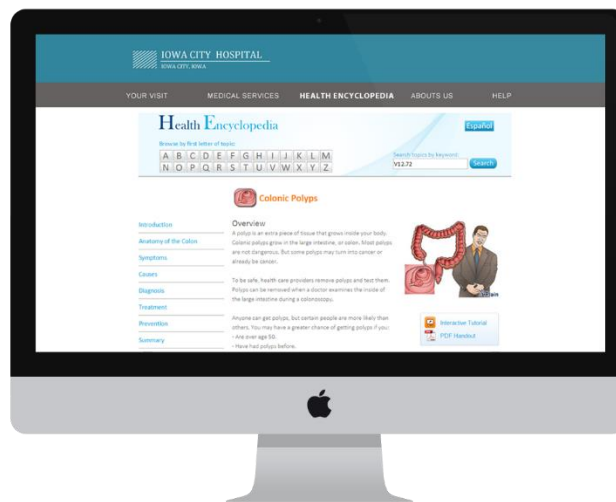 IOWA CITY HOSPITAL
IOWA CITY, IOWA
YOUR VISIT MEDICAL SERVICES HEALTH ENCYCLOPEDIA ABOUTS US HELP
Health Encyclopedia
Español
Browse by first letter of topic:
A B C D E F G H I J K L M
N O P Q R S T U V W X Y Z
Search topics by keyword:
V12.72 Search
Colonic Polyps
Introduction
Anatomy of the Colon
Symptoms
Causes
Diagnosis
Treatment
Prevention
Summary
Overview
A polyp is an extra piece of tissue that grows inside your body.
Colonic polyps grow in the large intestine, or colon. Most polyps
are not dangerous. But some polyps may turn into cancer or
already be cancer.
To be safe, health care providers remove polyps and test them.
Polyps can be removed when a doctor examines the inside of
the large intestine during a colonoscopy.
Anyone can get polyps, but certain people are more likely than
others. You may have a greater chance of getting polyps if you:
- Are over age 50.
- Have had polyps before.
Interactive Tutorial
PDF Handout